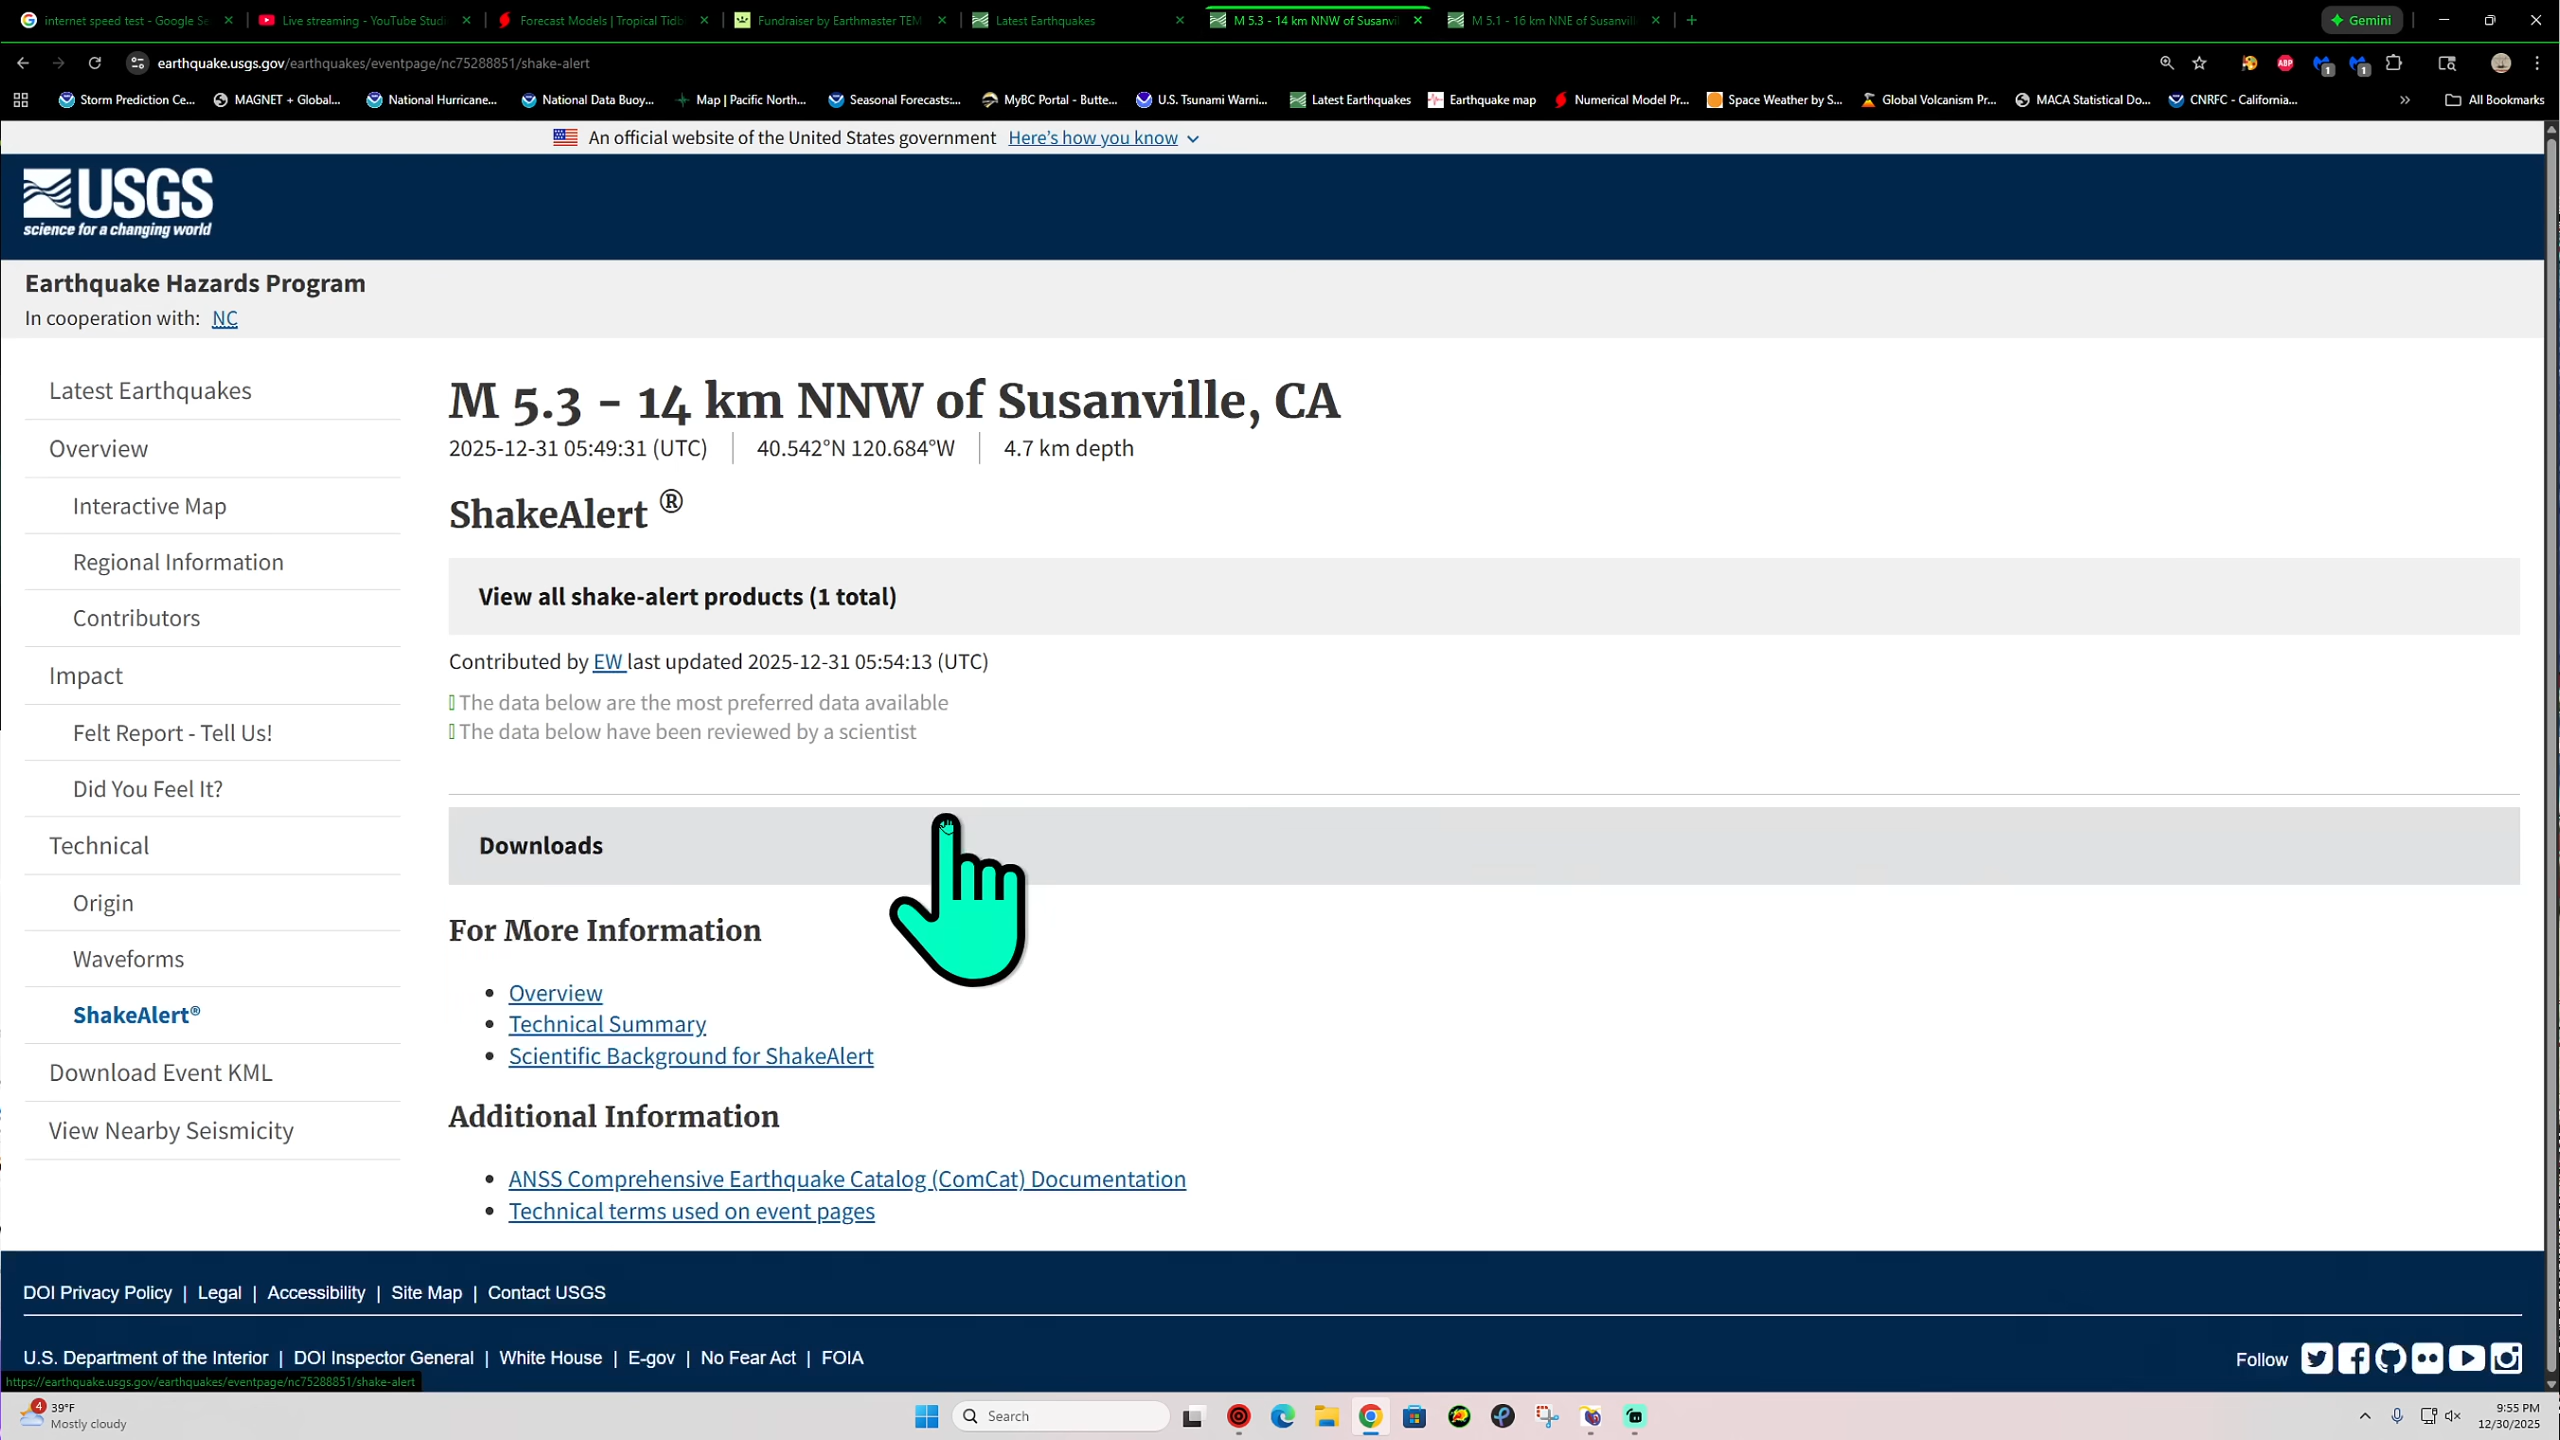 internet speed test - Google Se
Live streaming - YouTube Studi
Forecast Models | Tropical Tidb
Fundraiser by Earthmaster TEM
Latest Earthquakes
M 5.3 - 14 km NNW of Susanvil
M 5.1 - 16 km NNE of Susanvill
Gemini
earthquake.usgs.gov/earthquakes/eventpage/nc75288851/shake-alert
ABP
1
1
Storm Prediction Ce...
MAGNET + Global...
National Hurricane...
National Data Buoy...
Map | Pacific North...
Seasonal Forecasts:...
MyBC Portal - Butte...
U.S. Tsunami Warni...
Latest Earthquakes
Earthquake map
Numerical Model Pr...
Space Weather by S...
Global Volcanism Pr...
MACA Statistical Do...
CNRFC - California...
All Bookmarks
An official website of the United States government Here's how you know
USGS
science for a changing world
Earthquake Hazards Program
In cooperation with: NC
Latest Earthquakes
Overview
Interactive Map
Regional Information
Contributors
Impact
Felt Report - Tell Us!
Did You Feel It?
Technical
Origin
Waveforms
ShakeAlert®
Download Event KML
View Nearby Seismicity
M 5.3 - 14 km NNW of Susanville, CA
2025-12-31 05:49:31 (UTC) | 40.542°N 120.684°W | 4.7 km depth
ShakeAlert ®
View all shake-alert products (1 total)
Contributed by EW last updated 2025-12-31 05:54:13 (UTC)
The data below are the most preferred data available
The data below have been reviewed by a scientist
Downloads
For More Information
• Overview
• Technical Summary
• Scientific Background for ShakeAlert
Additional Information
• ANSS Comprehensive Earthquake Catalog (ComCat) Documentation
• Technical terms used on event pages
DOI Privacy Policy | Legal | Accessibility | Site Map | Contact USGS
U.S. Department of the Interior | DOI Inspector General | White House | E-gov | No Fear Act | FOIA
Follow
https://earthquake.usgs.gov/earthquakes/eventpage/nc75288851/shake-alert
4
39°F
Mostly cloudy
Search
9:55 PM
12/30/2025